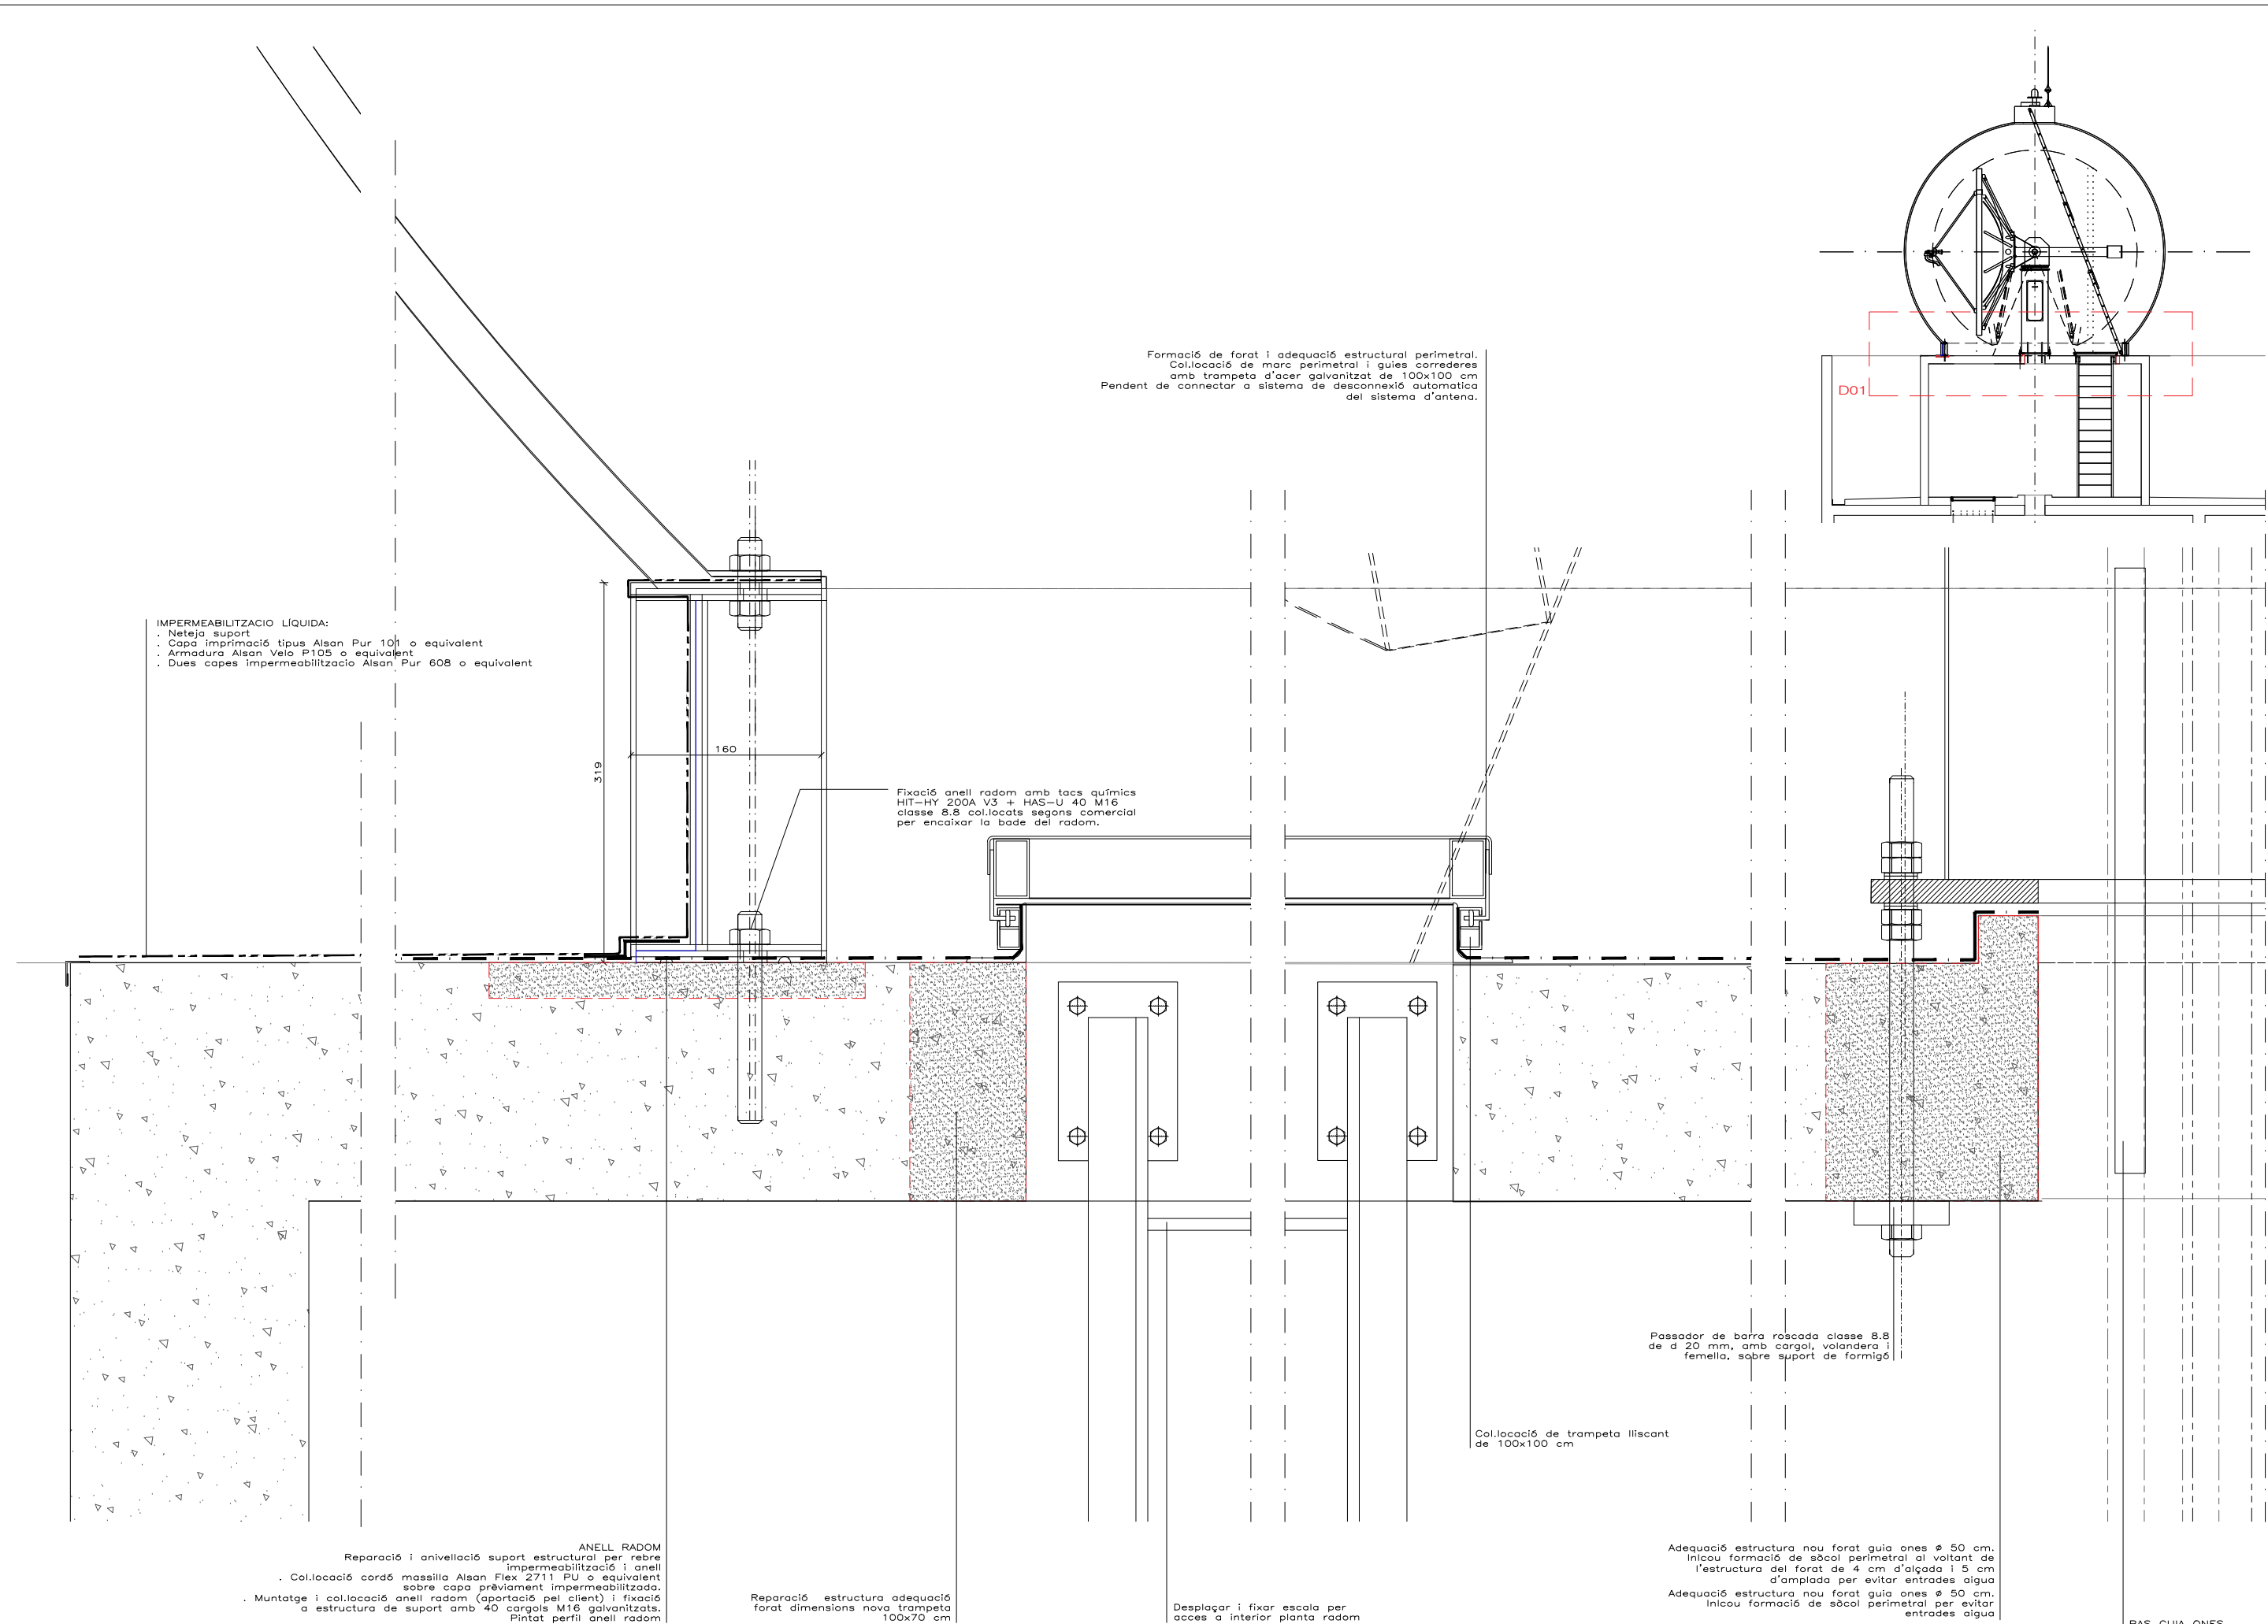 Formació de forat i adequació estructural perimetral.
Col.locació de marc perimetral i guies correderes
amb trampeta d'acer galvanitzat de 100x100 cm
Pendent de connectar a sistema de desconnexió automatica
del sistema d'antena.
D01
IMPERMEABILITZACIO LÍQUIDA:
. Neteja suport
. Capa imprimació tipus Alsan Pur 101 o equivalent
. Armadura Alsan Velo P105 o equivalent
. Dues capes impermeabilització Alsan Pur 608 o equivalent
160
319
Fixació anell radom amb tacs químics
HIT-HY 200A V3 + HAS-U 40 M16
classe 8.8 col.locats segons comercial
per encaixar la bade del radom.
Passador de barra roscada classe 8.8
de d 20 mm, amb cargol, volandera i
femella, sobre suport de formigó
Col.locació de trampeta lliscant
de 100x100 cm
ANELL RADOM
Reparació i anivellació suport estructural per rebre
impermeabilització i anell
. Col.locació cordó massilla Alsan Flex 2711 PU o equivalent
sobre capa prèviament impermeabilitzada.
. Muntatge i col.locació anell radom (aportació pel client) i fixació
a estructura de suport amb 40 cargols M16 galvanitzats.
Pintat perfil anell radom
Reparació estructura adequació
forat dimensions nova trampeta
100x70 cm
Desplaçar i fixar escala per
acces a interior planta radom
Adequació estructura nou forat guia ones ø 50 cm.
Inlcou formació de sòcol perimetral al voltant de
l'estructura del forat de 4 cm d'alçada i 5 cm
d'amplada per evitar entrades aigua
Adequació estructura nou forat guia ones ø 50 cm.
Inlcou formació de sòcol perimetral per evitar
entrades aigua
PAS GUIA ONES